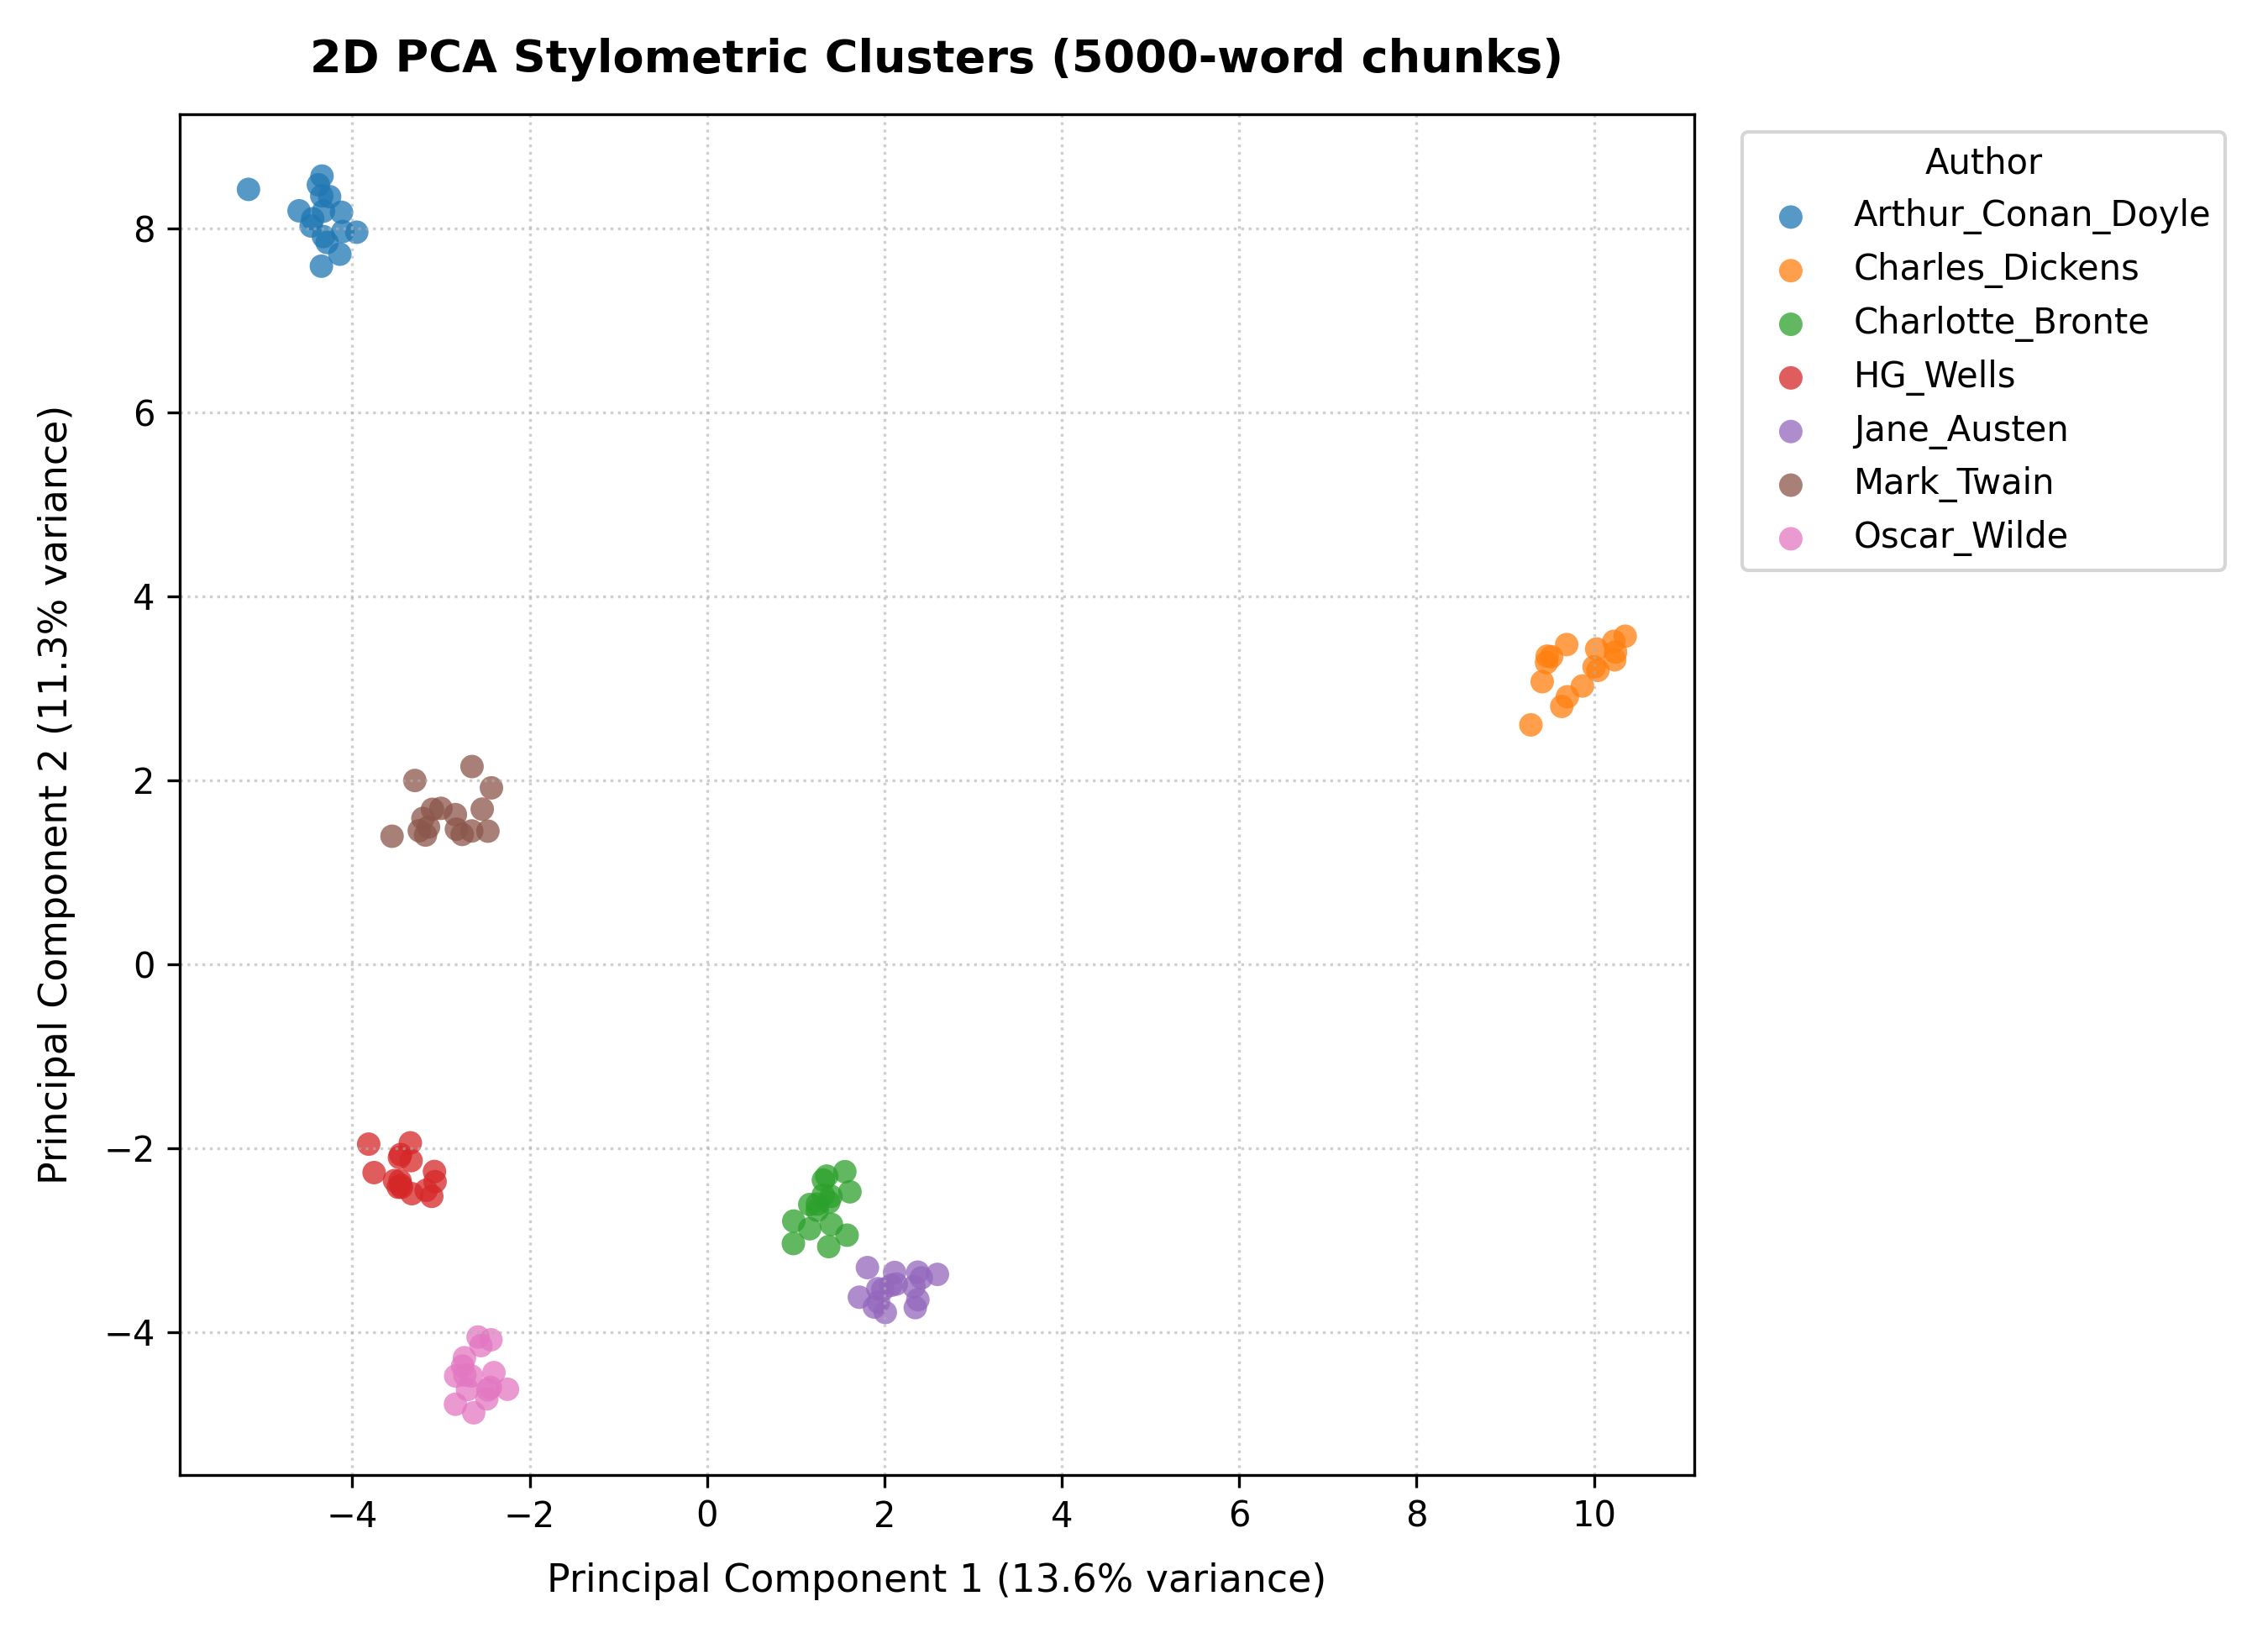 2D PCA Stylometric Clusters (5000-word chunks)
Author
Arthur_Conan_Doyle
Charles_Dickens
Charlotte_Bronte
HG_Wells
Jane_Austen
Mark_Twain
Oscar_Wilde
Principal Component 2 (11.3% variance)
8
6
4
2
0
−2
−4
−4 −2 0 2 4 6 8 10
Principal Component 1 (13.6% variance)